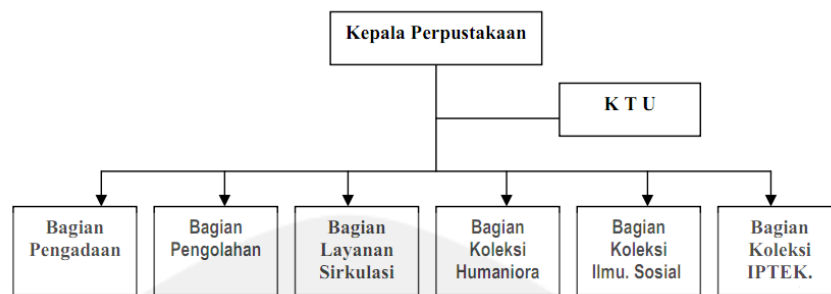 Kepala Perpustakaan
K T U
Bagian
Pengadaan
Bagian
Pengolahan
Bagian
Layanan
Sirkulasi
Bagian
Koleksi
Humaniora
Bagian
Koleksi
Ilmu. Sosial
Bagian
Koleksi
IPTEK.